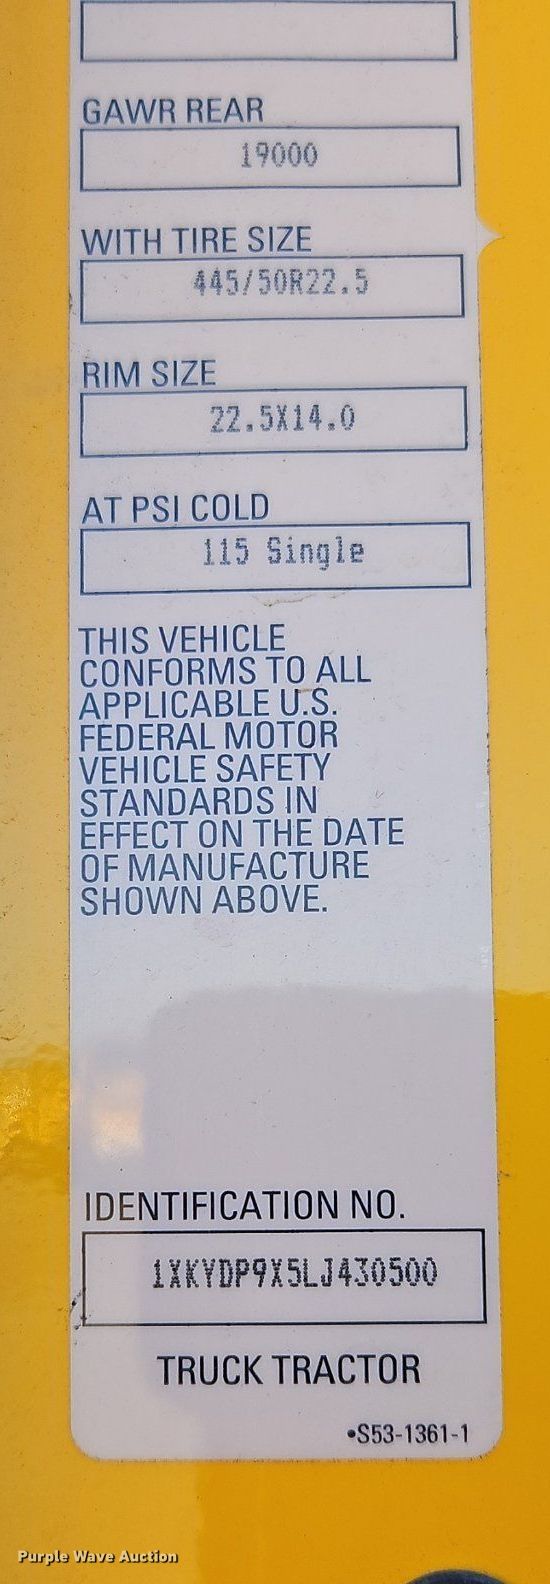 GAWR REAR
19000
WITH TIRE SIZE
445/50R22.5
RIM SIZE
22.5X14.0
AT PSI COLD
115 Single
THIS VEHICLE
CONFORMS TO ALL
APPLICABLE U.S.
FEDERAL MOTOR
VEHICLE SAFETY
STANDARDS IN
EFFECT ON THE DATE
OF MANUFACTURE
SHOWN ABOVE.
IDENTIFICATION NO.
1XKYDP9X5LJ430500
TRUCK TRACTOR
•S53-1361-1
Purple Wave Auction